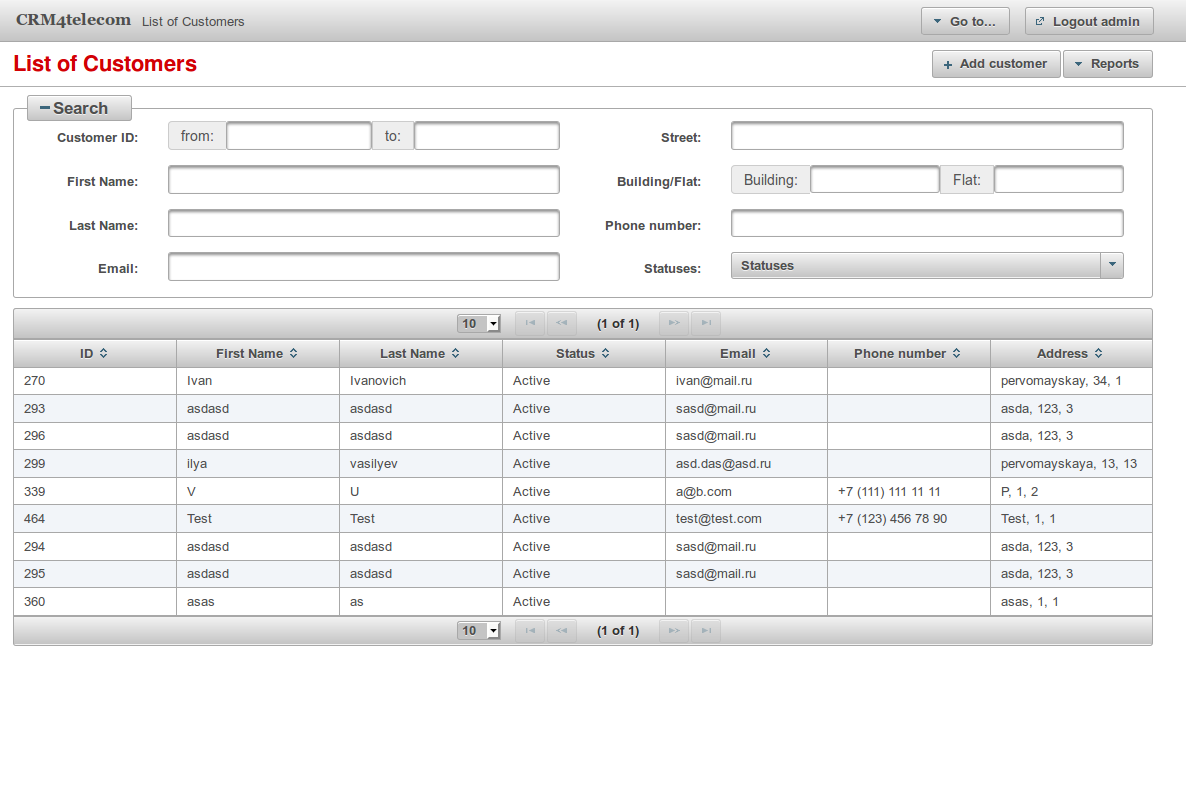 CRM4telecom List of Customers Go to... Logout admin
List of Customers Add customer Reports
Search
Customer ID: from: to: Street:
First Name: Building/Flat: Building: Flat:
Last Name: Phone number:
Email: Statuses: Statuses
10 (1 of 1)
ID First Name Last Name Status Email Phone number Address
270 Ivan Ivanovich Active ivan@mail.ru pervomayskay, 34, 1
293 asdasd asdasd Active sasd@mail.ru asda, 123, 3
296 asdasd asdasd Active sasd@mail.ru asda, 123, 3
299 ilya vasilyev Active asd.das@asd.ru pervomayskaya, 13, 13
339 V U Active a@b.com +7 (111) 111 11 11 P, 1, 2
464 Test Test Active test@test.com +7 (123) 456 78 90 Test, 1, 1
294 asdasd asdasd Active sasd@mail.ru asda, 123, 3
295 asdasd asdasd Active sasd@mail.ru asda, 123, 3
360 asas as Active asas, 1, 1
10 (1 of 1)